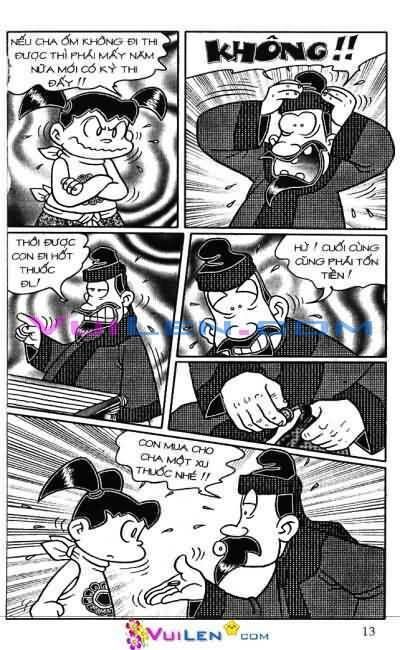 NẾU CHA ỐM KHÔNG ĐI THI
ĐƯỢC THÌ PHẢI MẤY NĂM
NỮA MỚI CÓ KỲ THI
ĐẤY !!
KHÔNG !!
THÔI ĐƯỢC
CON ĐI HỐT
THUỐC
ĐI..!
HỪ ! CUỐI CÙNG
CŨNG PHẢI TỐN
TIỀN !
VUILEN.COM
CON MUA CHO
CHA MỘT XU
THUỐC NHÉ !!
13
VUILEN.COM